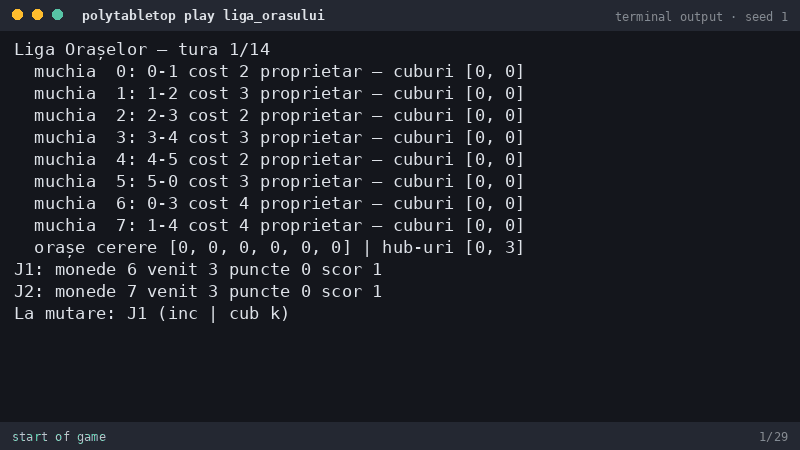 polytabletop play liga_orasului
terminal output · seed 1
Liga Orașelor — tura 1/14
muchia  0: 0-1 cost 2 proprietar — cuburi [0, 0]
muchia  1: 1-2 cost 3 proprietar — cuburi [0, 0]
muchia  2: 2-3 cost 2 proprietar — cuburi [0, 0]
muchia  3: 3-4 cost 3 proprietar — cuburi [0, 0]
muchia  4: 4-5 cost 2 proprietar — cuburi [0, 0]
muchia  5: 5-0 cost 3 proprietar — cuburi [0, 0]
muchia  6: 0-3 cost 4 proprietar — cuburi [0, 0]
muchia  7: 1-4 cost 4 proprietar — cuburi [0, 0]
orașe cerere [0, 0, 0, 0, 0, 0] | hub-uri [0, 3]
J1: monede 6 venit 3 puncte 0 scor 1
J2: monede 7 venit 3 puncte 0 scor 1
La mutare: J1 (inc | cub k)
start of game
1/29